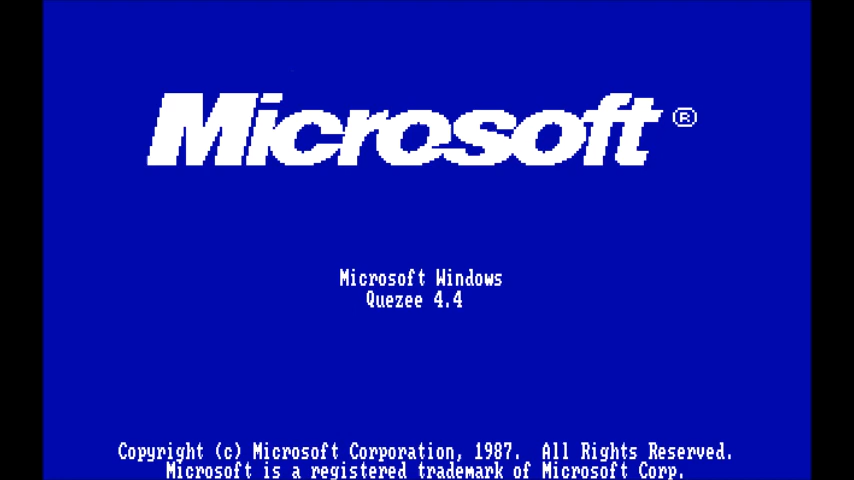 Microsoft®
Microsoft Windows
Quezee 4.4
Copyright (c) Microsoft Corporation, 1987.  All Rights Reserved.
Microsoft is a registered trademark of Microsoft Corp.